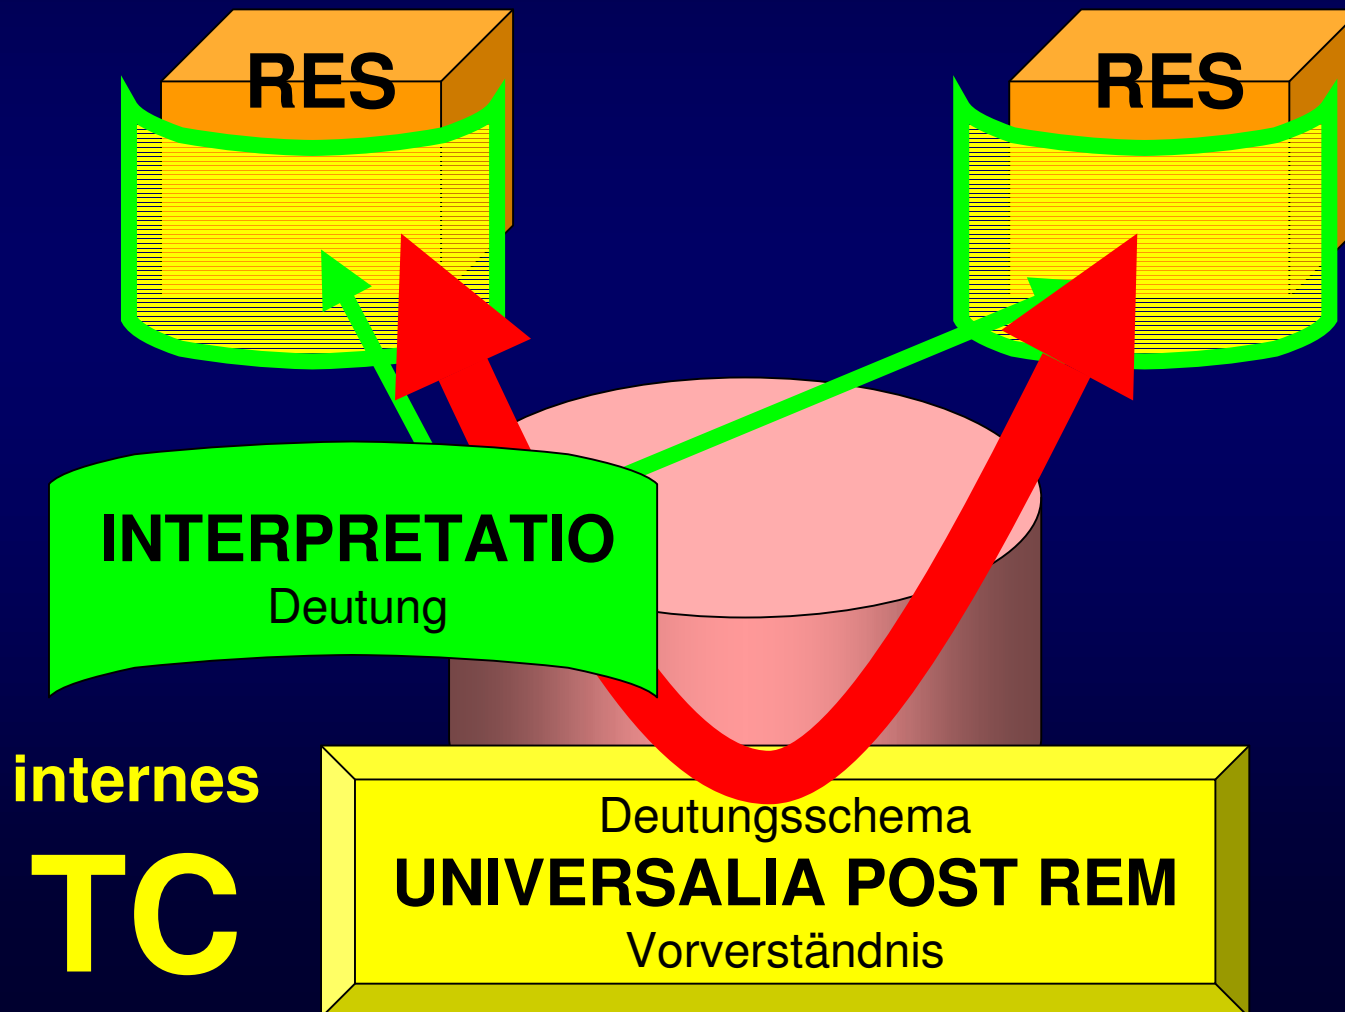 RES
RES
INTERPRETATIO
Deutung
internes
TC
Deutungsschema
UNIVERSALIA POST REM
Vorverständnis